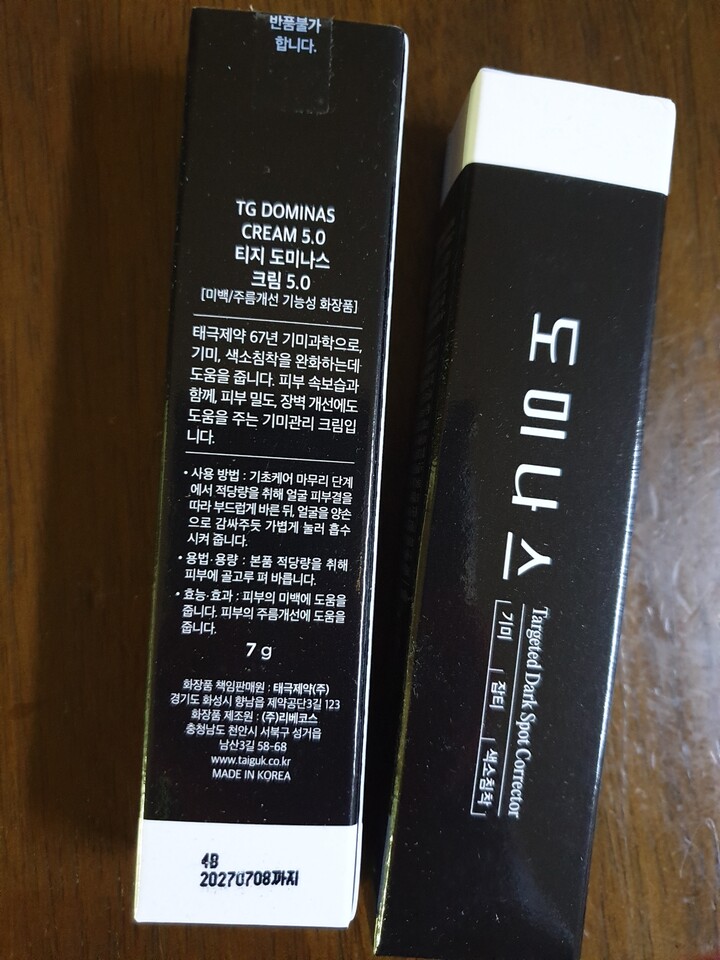 반품불가
합니다.
TG DOMINAS
CREAM 5.0
티지 도미나스
크림 5.0
[미백/주름개선 기능성 화장품]
태극제약 67년 기미과학으로,
기미, 색소침착을 완화하는데
도움을 줍니다. 피부 속보습과
함께, 피부 밀도, 장벽 개선에도
도움을 주는 기미관리 크림입
니다.
• 사용 방법 : 기초케어 마무리 단계
에서 적당량을 취해 얼굴 피부결을
따라 부드럽게 바른 뒤, 얼굴을 양손
으로 감싸주듯 가볍게 눌러 흡수
시켜 줍니다.
• 용법·용량 : 본품 적당량을 취해
피부에 골고루 펴 바릅니다.
• 효능·효과 : 피부의 미백에 도움을
줍니다. 피부의 주름개선에 도움을
줍니다.
7 g
화장품 책임판매원 : 태극제약(주)
경기도 화성시 향남읍 제약공단3길 123
화장품 제조원 : (주)리베코스
충청남도 천안시 서북구 성거읍
남산3길 58-68
www.taiguk.co.kr
MADE IN KOREA
4B
20270708까지
도미나스
Targeted Dark Spot Corrector
기미 | 잡티 | 색소침착